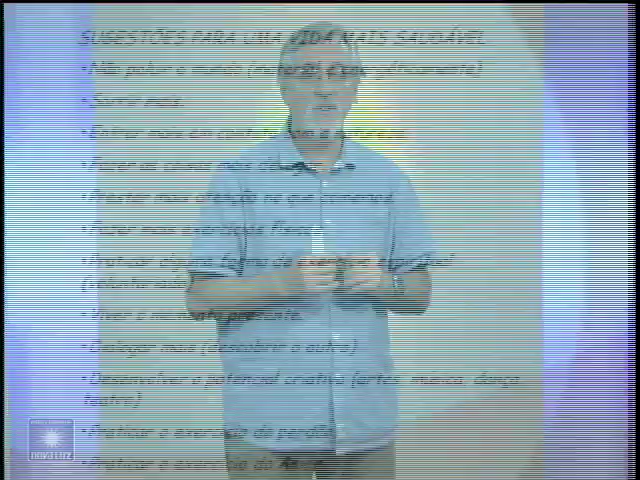 SUGESTÕES PARA UMA VIDA MAIS SAUDÁVEL
•Não poluir o mundo (material e energéticamente)
•Sorrir mais.
•Entrar mais em contato com a natureza.
•Fazer as coisas mais devagar
•Prestar mais atenção no que comemos.
•Fazer mais exercícios físicos
•Praticar alguma forma de exercício espiritual
(voluntariado)
•Viver o momento presente.
•Dialogar mais (descobrir o outro)
•Desenvolver o potencial criativo (artes, música, dança,
teatro)
•Praticar o exercício do perdão
•Praticar o exercício do Amor